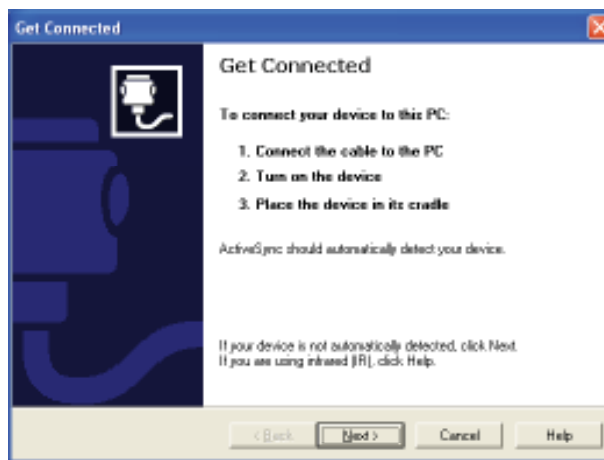 Get Connected
Get Connected
To connect your device to this PC:
1. Connect the cable to the PC
2. Turn on the device
3. Place the device in its cradle
ActiveSync should automatically detect your device.
If your device is not automatically detected, click Next.
If you are using infrared (IR), click Help.
< Back
Next >
Cancel
Help